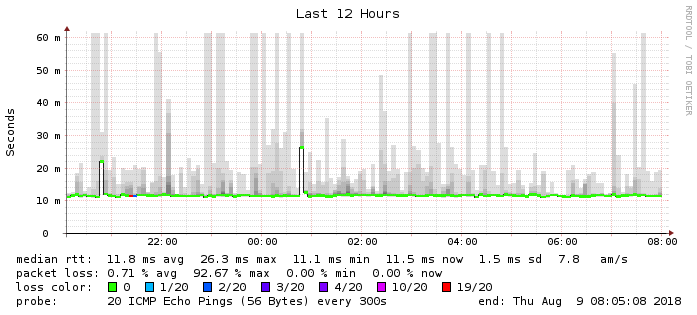 Last 12 Hours
RRDTOOL / TOBI OETIKER
Seconds
60 m
50 m
40 m
30 m
20 m
10 m
0
22:00 00:00 02:00 04:00 06:00 08:00
median rtt: 11.8 ms avg 26.3 ms max 11.1 ms min 11.5 ms now 1.5 ms sd 7.8 am/s
packet loss: 0.71 % avg 92.67 % max 0.00 % min 0.00 % now
loss color: 0 1/20 2/20 3/20 4/20 10/20 19/20
probe: 20 ICMP Echo Pings (56 Bytes) every 300s end: Thu Aug 9 08:05:08 2018